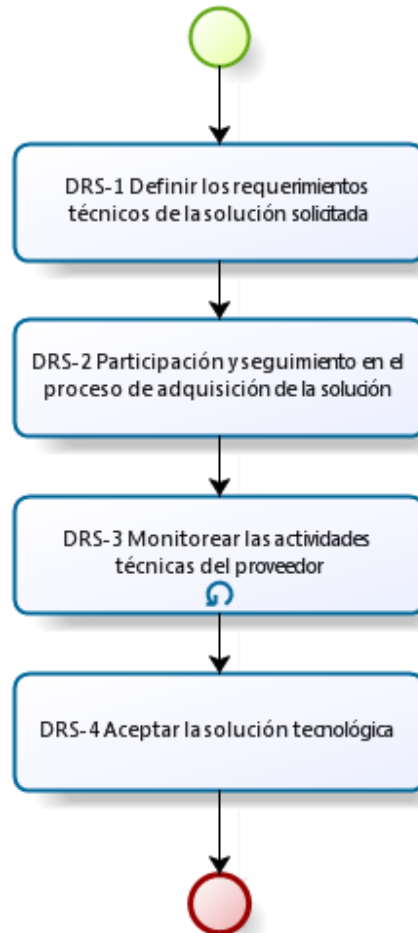 DRS-1 Definir los requerimientos
técnicos de la solución solicitada
DRS-2 Participación y seguimiento en el
proceso de adquisición de la solución
DRS-3 Monitorear las actividades
técnicas del proveedor
DRS-4 Aceptar la solución tecnológica